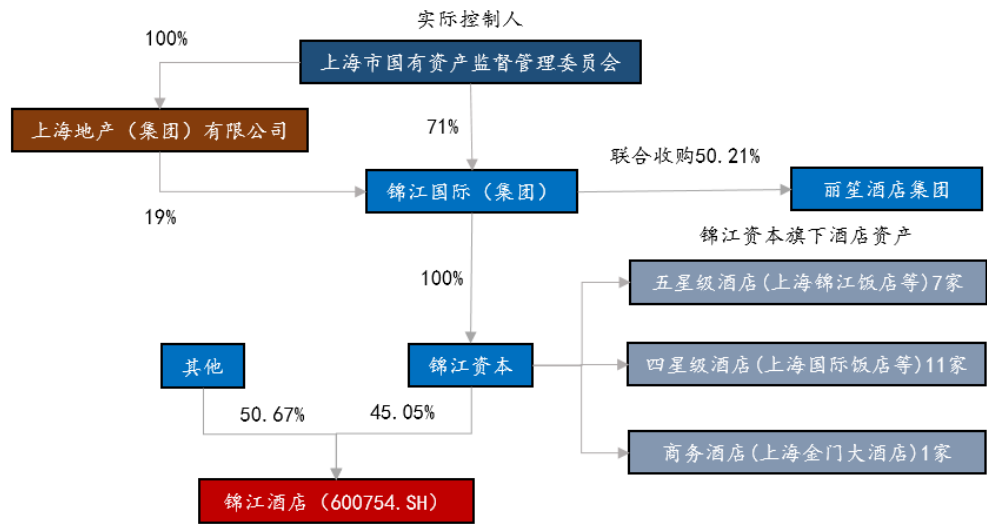 实际控制人
100%
上海市国有资产监督管理委员会
上海地产（集团）有限公司
71%
联合收购50.21%
锦江国际（集团）
丽笙酒店集团
19%
锦江资本旗下酒店资产
100%
五星级酒店(上海锦江饭店等)7家
其他
锦江资本
四星级酒店(上海国际饭店等)11家
50.67%
45.05%
商务酒店(上海金门大酒店)1家
锦江酒店（600754.SH）